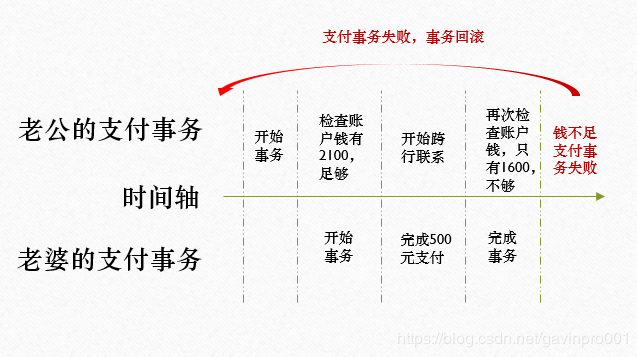 支付事务失败，事务回滚
老公的支付事务
开始
事务
检查账
户钱有
2100，
足够
开始跨
行联系
再次检
查账户
钱，只
有1600，
不够
钱不足
支付事
务失败
时间轴
老婆的支付事务
开始
事务
完成500
元支付
完成
事务
https://blog.csdn.net/gavinpro001